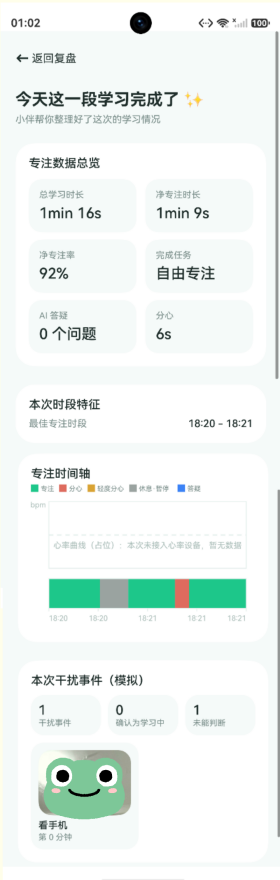 01:02
100
返回复盘
今天这一段学习完成了 ✨
小伴帮你整理好了这次的学习情况
专注数据总览
总学习时长
1min 16s
净专注时长
1min 9s
净专注率
92%
完成任务
自由专注
AI 答疑
0 个问题
分心
6s
本次时段特征
最佳专注时段
18:20 - 18:21
专注时间轴
专注 分心 轻度分心 休息·暂停 答疑
bpm
心率曲线（占位）：本次未接入心率设备，暂无数据
18:20 18:20 18:21 18:21 18:21
本次干扰事件（模拟）
1
干扰事件
0
确认为学习中
1
未能判断
看手机
第 0 分钟